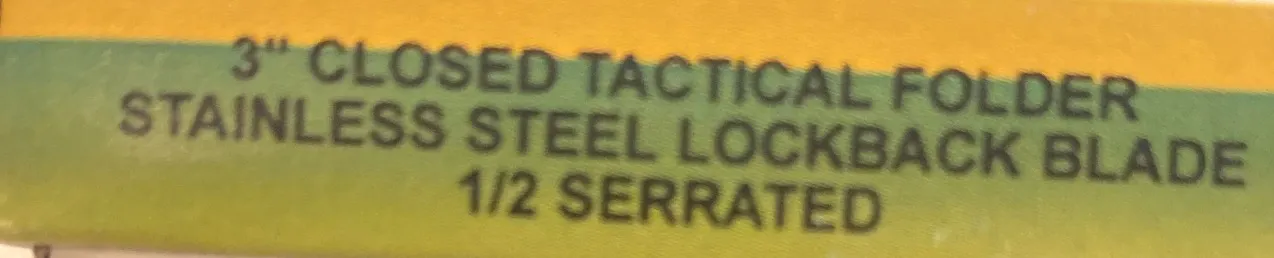 3" CLOSED TACTICAL FOLDER
STAINLESS STEEL LOCKBACK BLADE
1/2 SERRATED